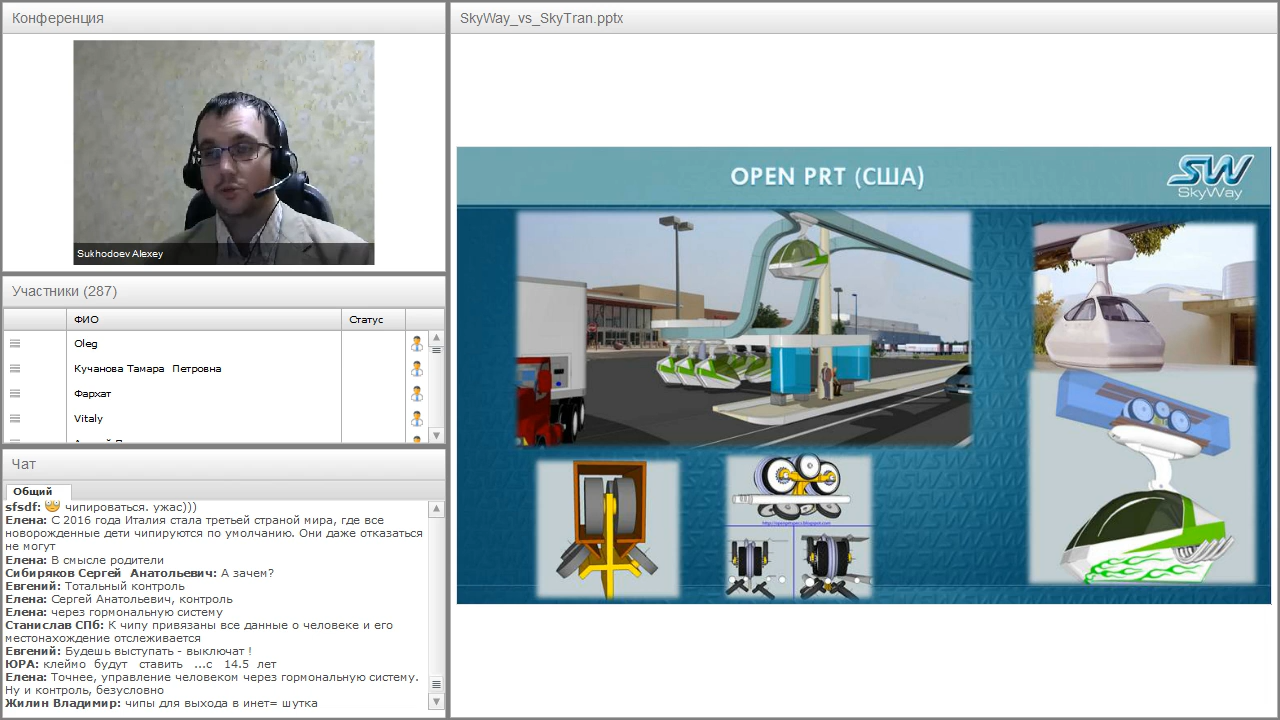 Конференция
Sukhodoev Alexey
Участники (287)
ФИО
Статус
Oleg
Кучанова Тамара Петровна
Фархат
Vitaly
Чат
Общий
sfsdf: чипироваться. ужас)))
Елена: С 2016 года Италия стала третьей страной мира, где все
новорожденные дети чипируются по умолчанию. Они даже отказаться
не могут
Елена: В смысле родители
Сибиряков Сергей Анатольевич: А зачем?
Евгений: Тотальный контроль
Елена: Сергей Анатольевич, контроль
Елена: через гормональную систему
Станислав СПб: К чипу привязаны все данные о человеке и его
местонахождение отслеживается
Евгений: Будешь выступать - выключат !
ЮРА: клеймо будут ставить ...с 14.5 лет
Елена: Точнее, управление человеком через гормональную систему.
Ну и контроль, безусловно
Жилин Владимир: чипы для выхода в инет= шутка
SkyWay_vs_SkyTran.pptx
OPEN PRT (США)
SW
SkyWay